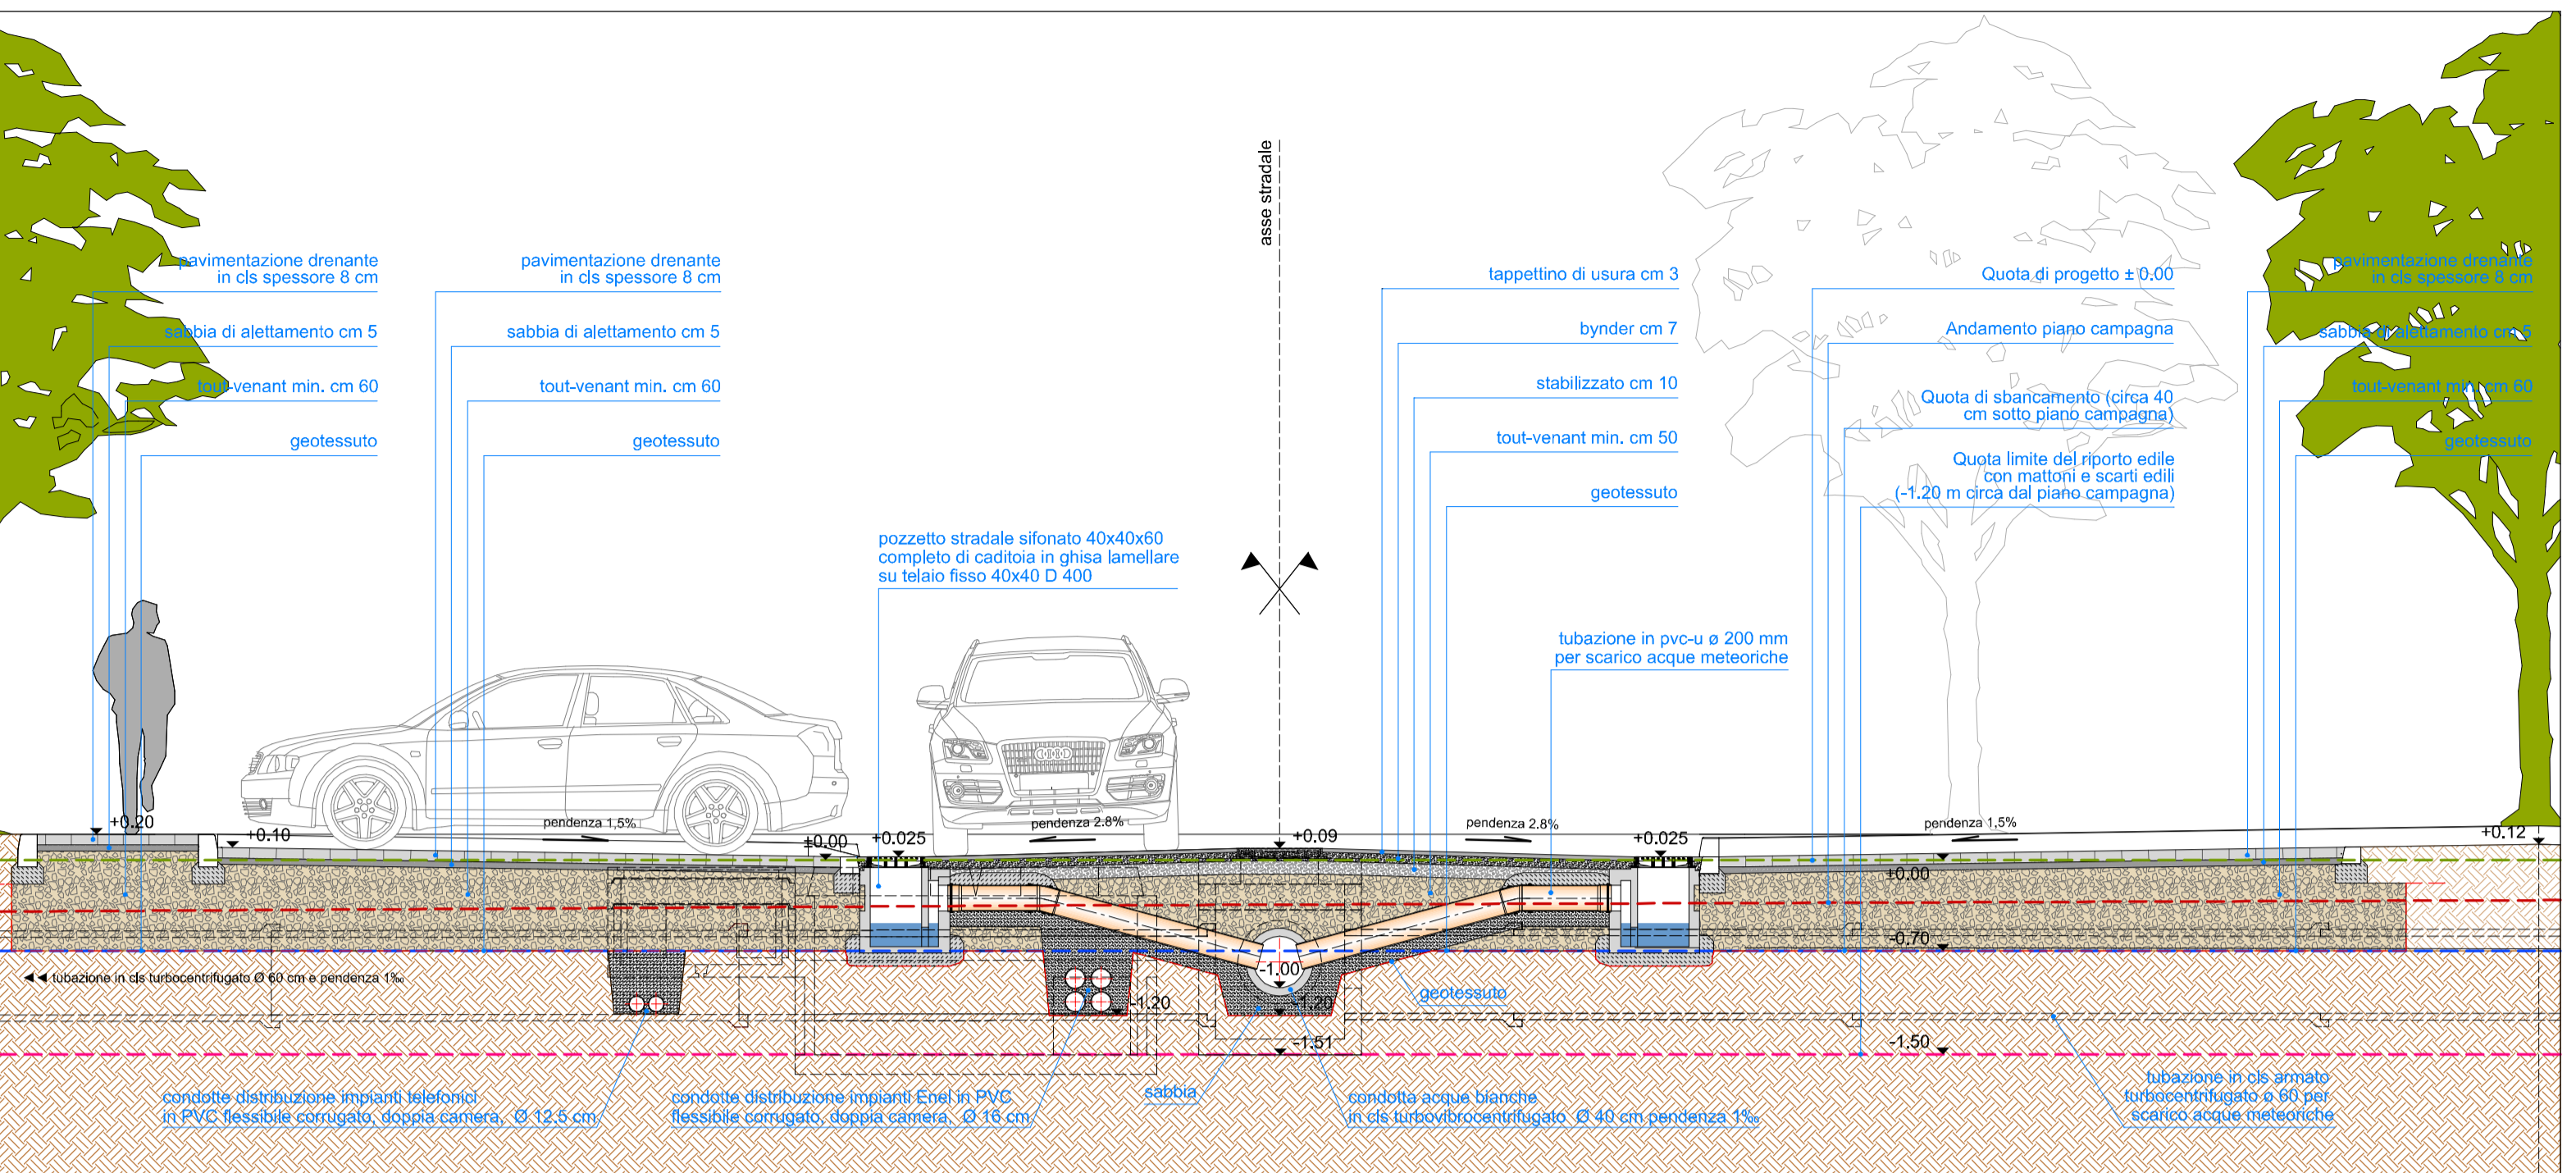 asse stradale
pavimentazione drenante
in cls spessore 8 cm
sabbia di alettamento cm 5
tout-venant min. cm 60
geotessuto
pavimentazione drenante
in cls spessore 8 cm
sabbia di alettamento cm 5
tout-venant min. cm 60
geotessuto
pozzetto stradale sifonato 40x40x60
completo di caditoia in ghisa lamellare
su telaio fisso 40x40 D 400
tappettino di usura cm 3
bynder cm 7
stabilizzato cm 10
tout-venant min. cm 50
geotessuto
tubazione in pvc-u ø 200 mm
per scarico acque meteoriche
Quota di progetto ± 0.00
Andamento piano campagna
Quota di sbancamento (circa 40
cm sotto piano campagna)
Quota limite del riporto edile
con mattoni e scarti edili
(-1.20 m circa dal piano campagna)
pavimentazione drenante
in cls spessore 8 cm
sabbia di alettamento cm 5
tout-venant min. cm 60
geotessuto
+0.20
+0.10
pendenza 1,5%
±0.00
+0.025
pendenza 2.8%
+0.09
pendenza 2.8%
+0.025
pendenza 1,5%
+0.12
±0.00
-0.70
◄◄ tubazione in cls turbocentrifugato Ø 60 cm e pendenza 1‰
-1.00
-1.20
-1.20
geotessuto
-1.51
-1.50
condotte distribuzione impianti telefonici
in PVC flessibile corrugato, doppia camera, Ø 12.5 cm
condotte distribuzione impianti Enel in PVC
flessibile corrugato, doppia camera, Ø 16 cm
sabbia
condotta acque bianche
in cls turbovibrocentrifugato Ø 40 cm pendenza 1‰
tubazione in cls armato
turbocentrifugato ø 60 per
scarico acque meteoriche